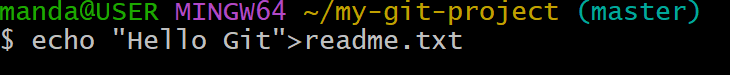 manda@USER MINGW64 ~/my-git-project (master)
$ echo "Hello Git">readme.txt